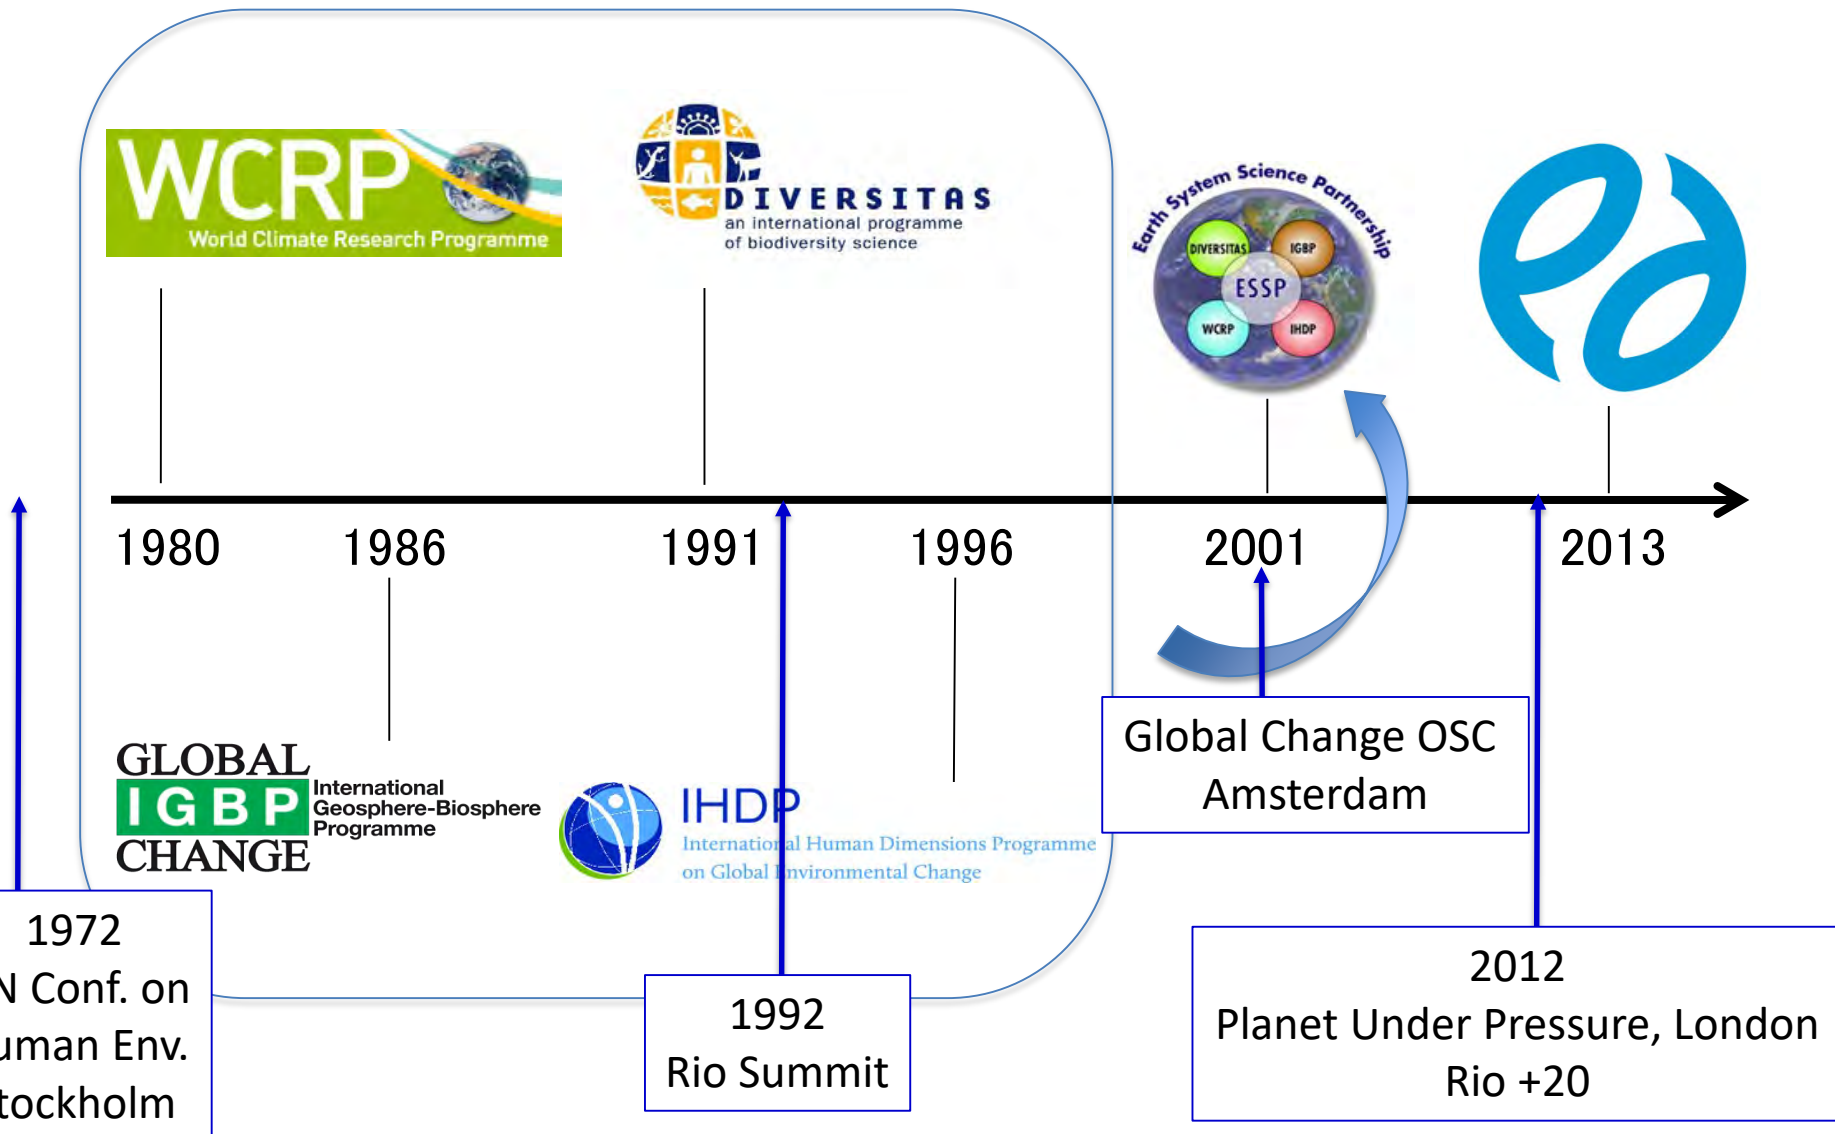 WCRP
World Climate Research Programme
DIVERSITAS
an international programme
of biodiversity science
Earth System Science Partnership
DIVERSITAS
IGBP
ESSP
WCRP
IHDP
1980
1986
1991
1996
2001
2013
GLOBAL
IGBP
CHANGE
International
Geosphere-Biosphere
Programme
IHDP
International Human Dimensions Programme
on Global Environmental Change
Global Change OSC
Amsterdam
1972
N Conf. on
uman Env.
tockholm
1992
Rio Summit
2012
Planet Under Pressure, London
Rio +20